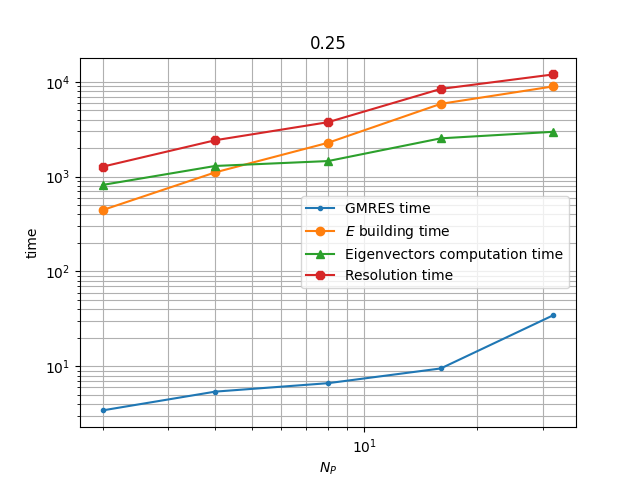 0.25
10⁴
10³
10²
10¹
time
GMRES time
E building time
Eigenvectors computation time
Resolution time
10¹
N_P